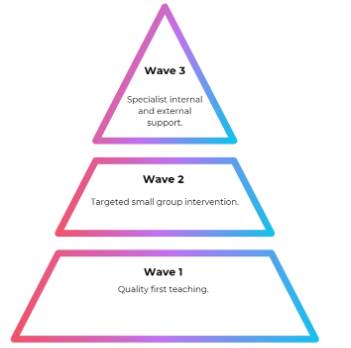 Wave 3
Specialist internal
and external
support.
Wave 2
Targeted small group intervention.
Wave 1
Quality first teaching.